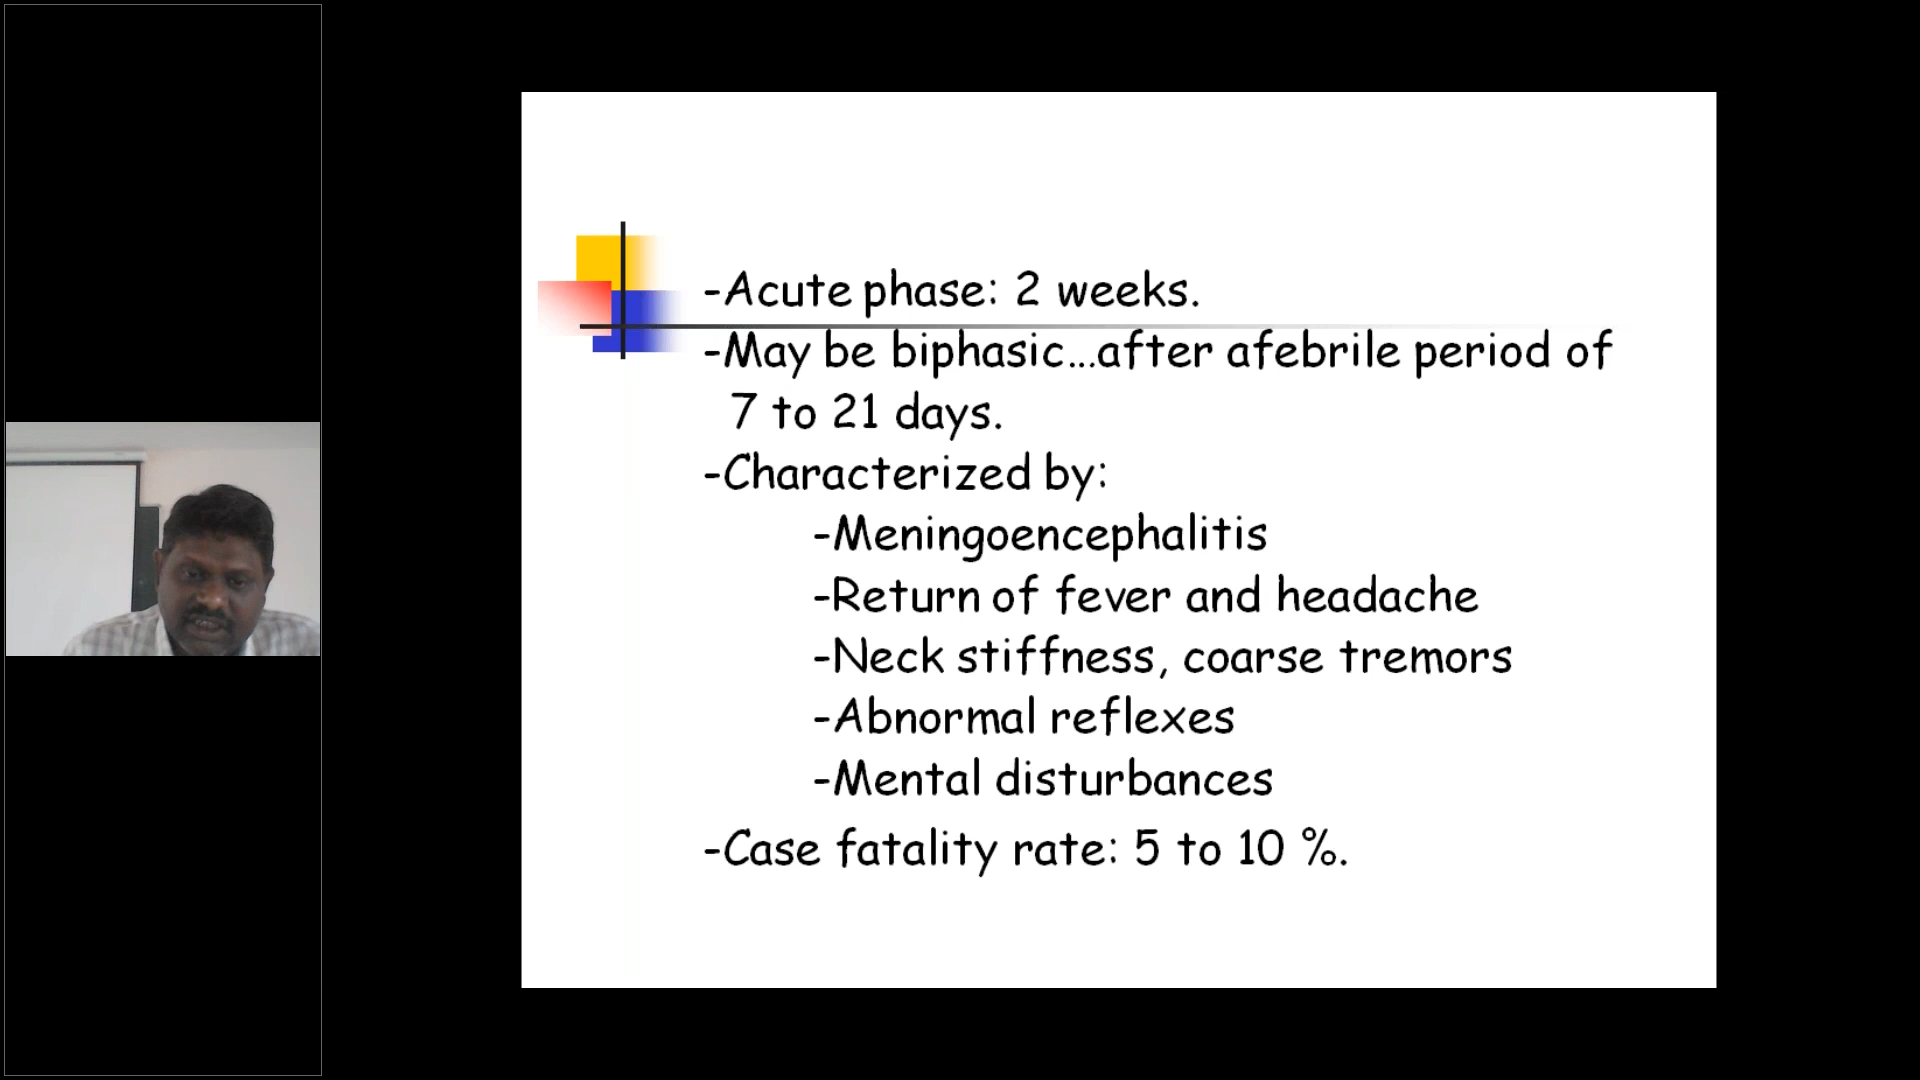 -Acute phase: 2 weeks.
-May be biphasic...after afebrile period of
7 to 21 days.
-Characterized by:
-Meningoencephalitis
-Return of fever and headache
-Neck stiffness, coarse tremors
-Abnormal reflexes
-Mental disturbances
-Case fatality rate: 5 to 10 %.